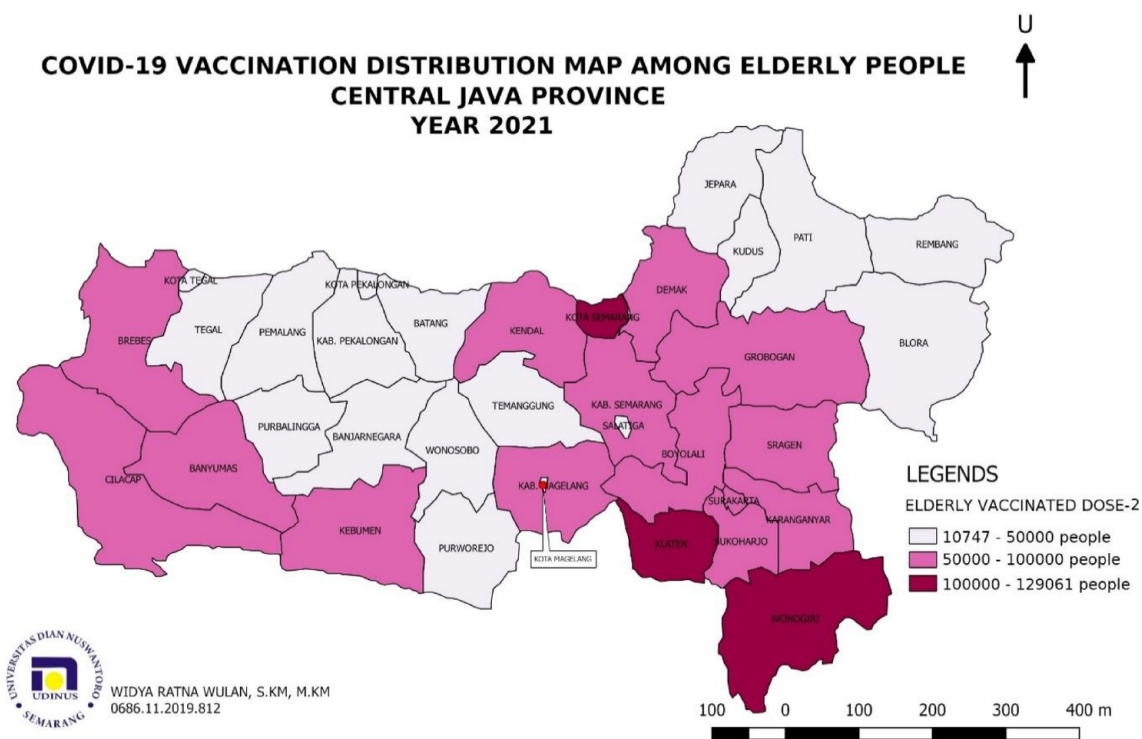 U
COVID-19 VACCINATION DISTRIBUTION MAP AMONG ELDERLY PEOPLE
CENTRAL JAVA PROVINCE
YEAR 2021
JEPARA
PATI
KUDUS
REMBANG
KOTA TEGAL
KOTA PEKALONGAN
DEMAK
TEGAL
PEMALANG
BATANG
KENDAL
KOTA SEMARANG
BREBES
KAB. PEKALONGAN
GROBOGAN
BLORA
TEMANGGUNG
KAB. SEMARANG
PURBALINGGA
SALATIGA
BANJARNEGARA
WONOSOBO
BOYOLALI
SRAGEN
BANYUMAS
CILACAP
KAB. MAGELANG
SURAKARTA
KARANGANYAR
KEBUMEN
PURWOREJO
KLATEN
SUKOHARJO
KOTA MAGELANG
WONOGIRI
LEGENDS
ELDERLY VACCINATED DOSE-2
10747 - 50000 people
50000 - 100000 people
100000 - 129061 people
UNIVERSITAS DIAN NUSWANTORO
UDINUS
SEMARANG
WIDYA RATNA WULAN, S.KM, M.KM
0686.11.2019.812
100 0 100 200 300 400 m